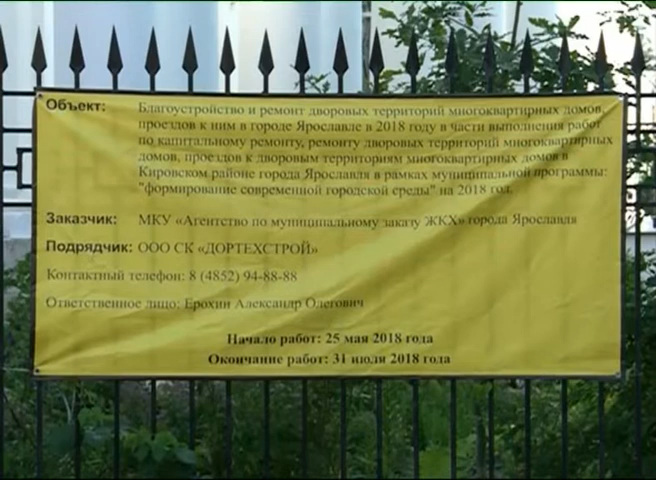 Объект: Благоустройство и ремонт дворовых территорий многоквартирных домов,
проездов к ним в городе Ярославле в 2018 году в части выполнения работ
по капитальному ремонту, ремонту дворовых территорий многоквартирных
домов, проездов к дворовым территориям многоквартирных домов в
Кировском районе города Ярославля в рамках муниципальной программы:
"формирование современной городской среды" на 2018 год.
Заказчик: МКУ «Агентство по муниципальному заказу ЖКХ» города Ярославля
Подрядчик: ООО СК «ДОРТЕХСТРОЙ»
Контактный телефон: 8 (4852) 94-88-88
Ответственное лицо: Ерохин Александр Олегович
Начало работ: 25 мая 2018 года
Окончание работ: 31 июля 2018 года